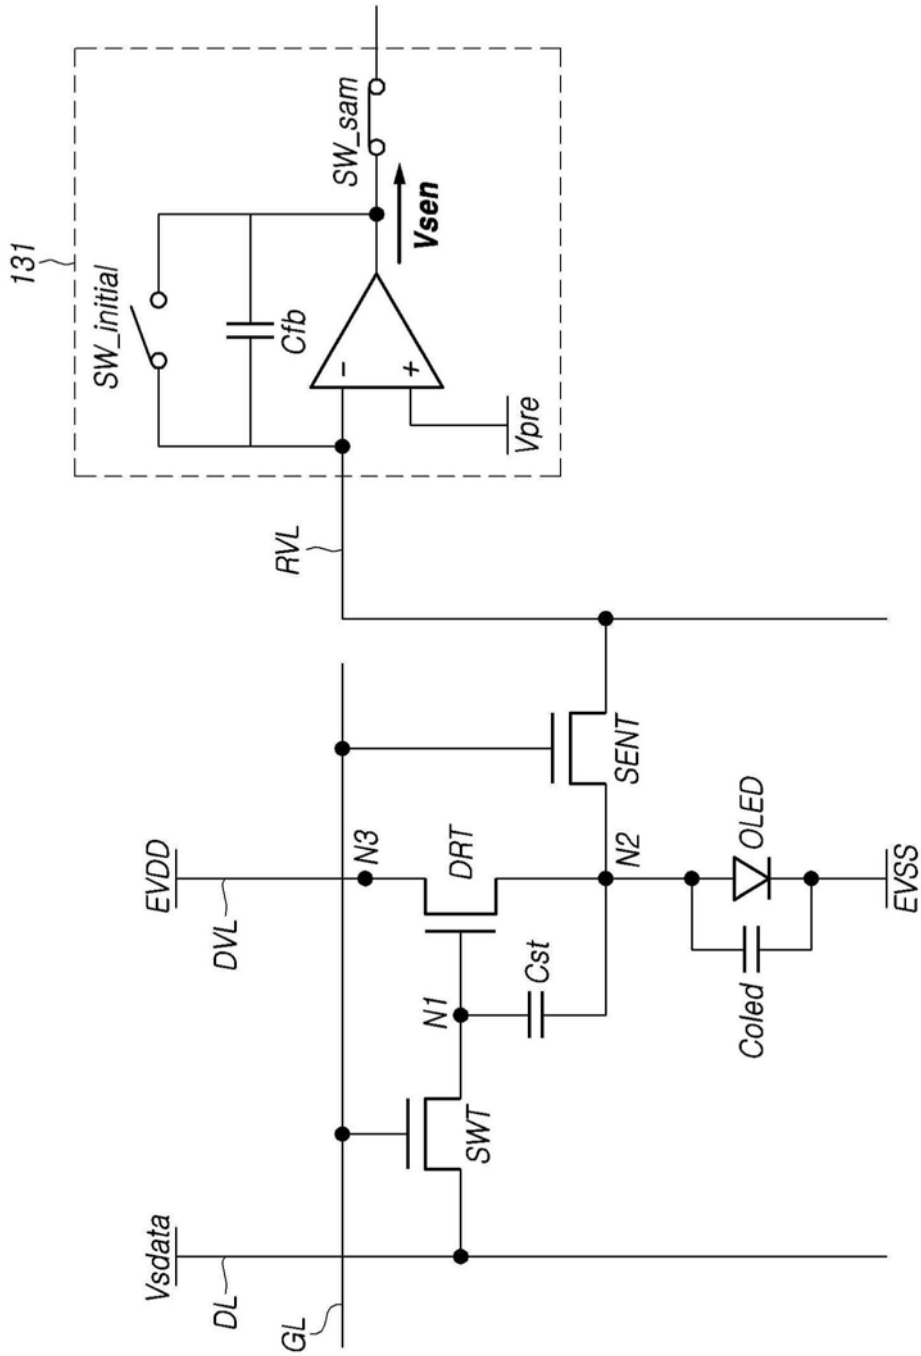 Vsdata
DL
GL
EVDD
DVL
N3
DRT
N1
SWT
Cst
N2
SENT
Coled
OLED
EVSS
RVL
131
SW_initial
Cfb
-
+
Vpre
SW_sam
Vsen